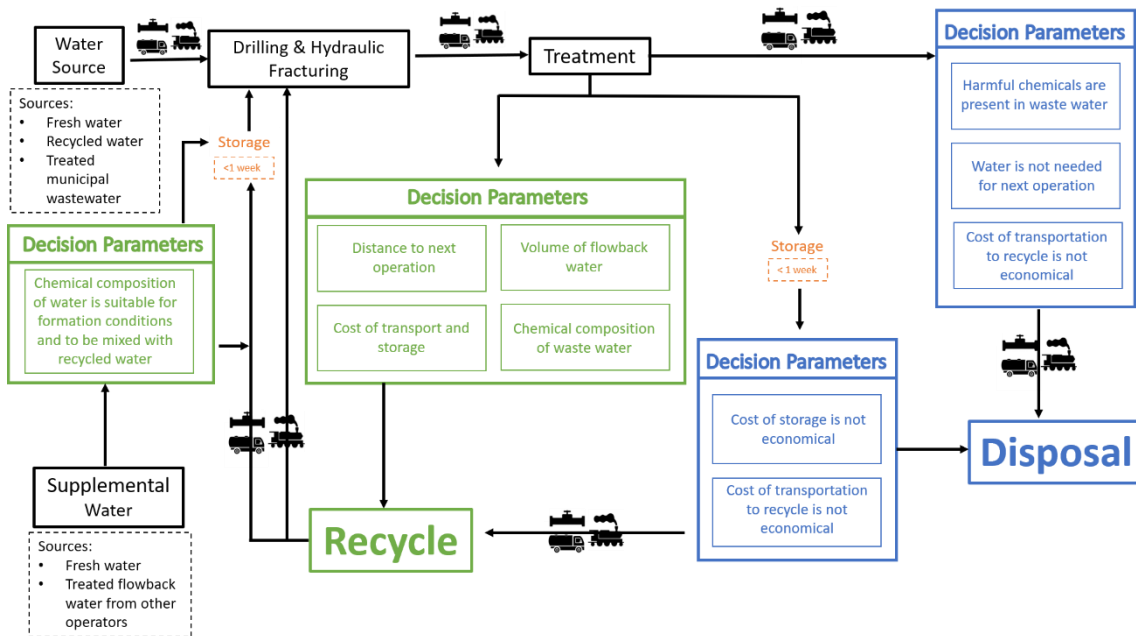 Water
Source
Drilling & Hydraulic
Fracturing
Treatment
Decision Parameters
Harmful chemicals are
present in waste water
Water is not needed
for next operation
Cost of transportation
to recycle is not
economical
Sources:
• Fresh water
• Recycled water
• Treated
municipal
wastewater
Storage
<1 week
Decision Parameters
Distance to next
operation
Volume of flowback
water
Cost of transport and
storage
Chemical composition
of waste water
Storage
< 1 week
Decision Parameters
Chemical composition
of water is suitable for
formation conditions
and to be mixed with
recycled water
Decision Parameters
Cost of storage is not
economical
Cost of transportation
to recycle is not
economical
Disposal
Supplemental
Water
Recycle
Sources:
• Fresh water
• Treated flowback
water from other
operators